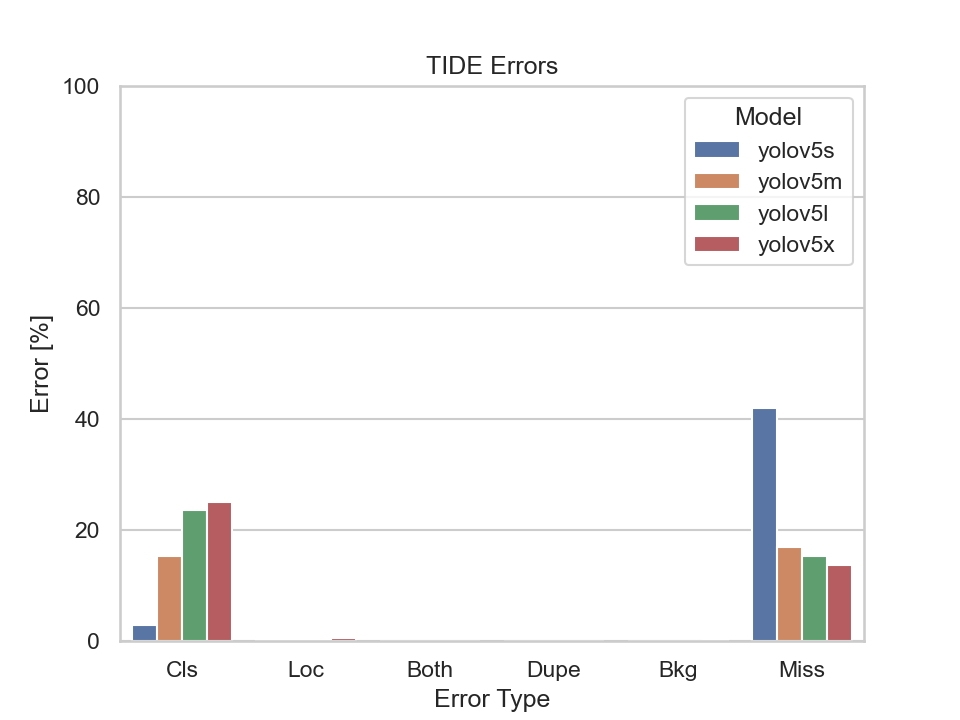 TIDE Errors
100
80
60
40
20
0
Error [%]
Model
yolov5s
yolov5m
yolov5l
yolov5x
Cls Loc Both Dupe Bkg Miss
Error Type